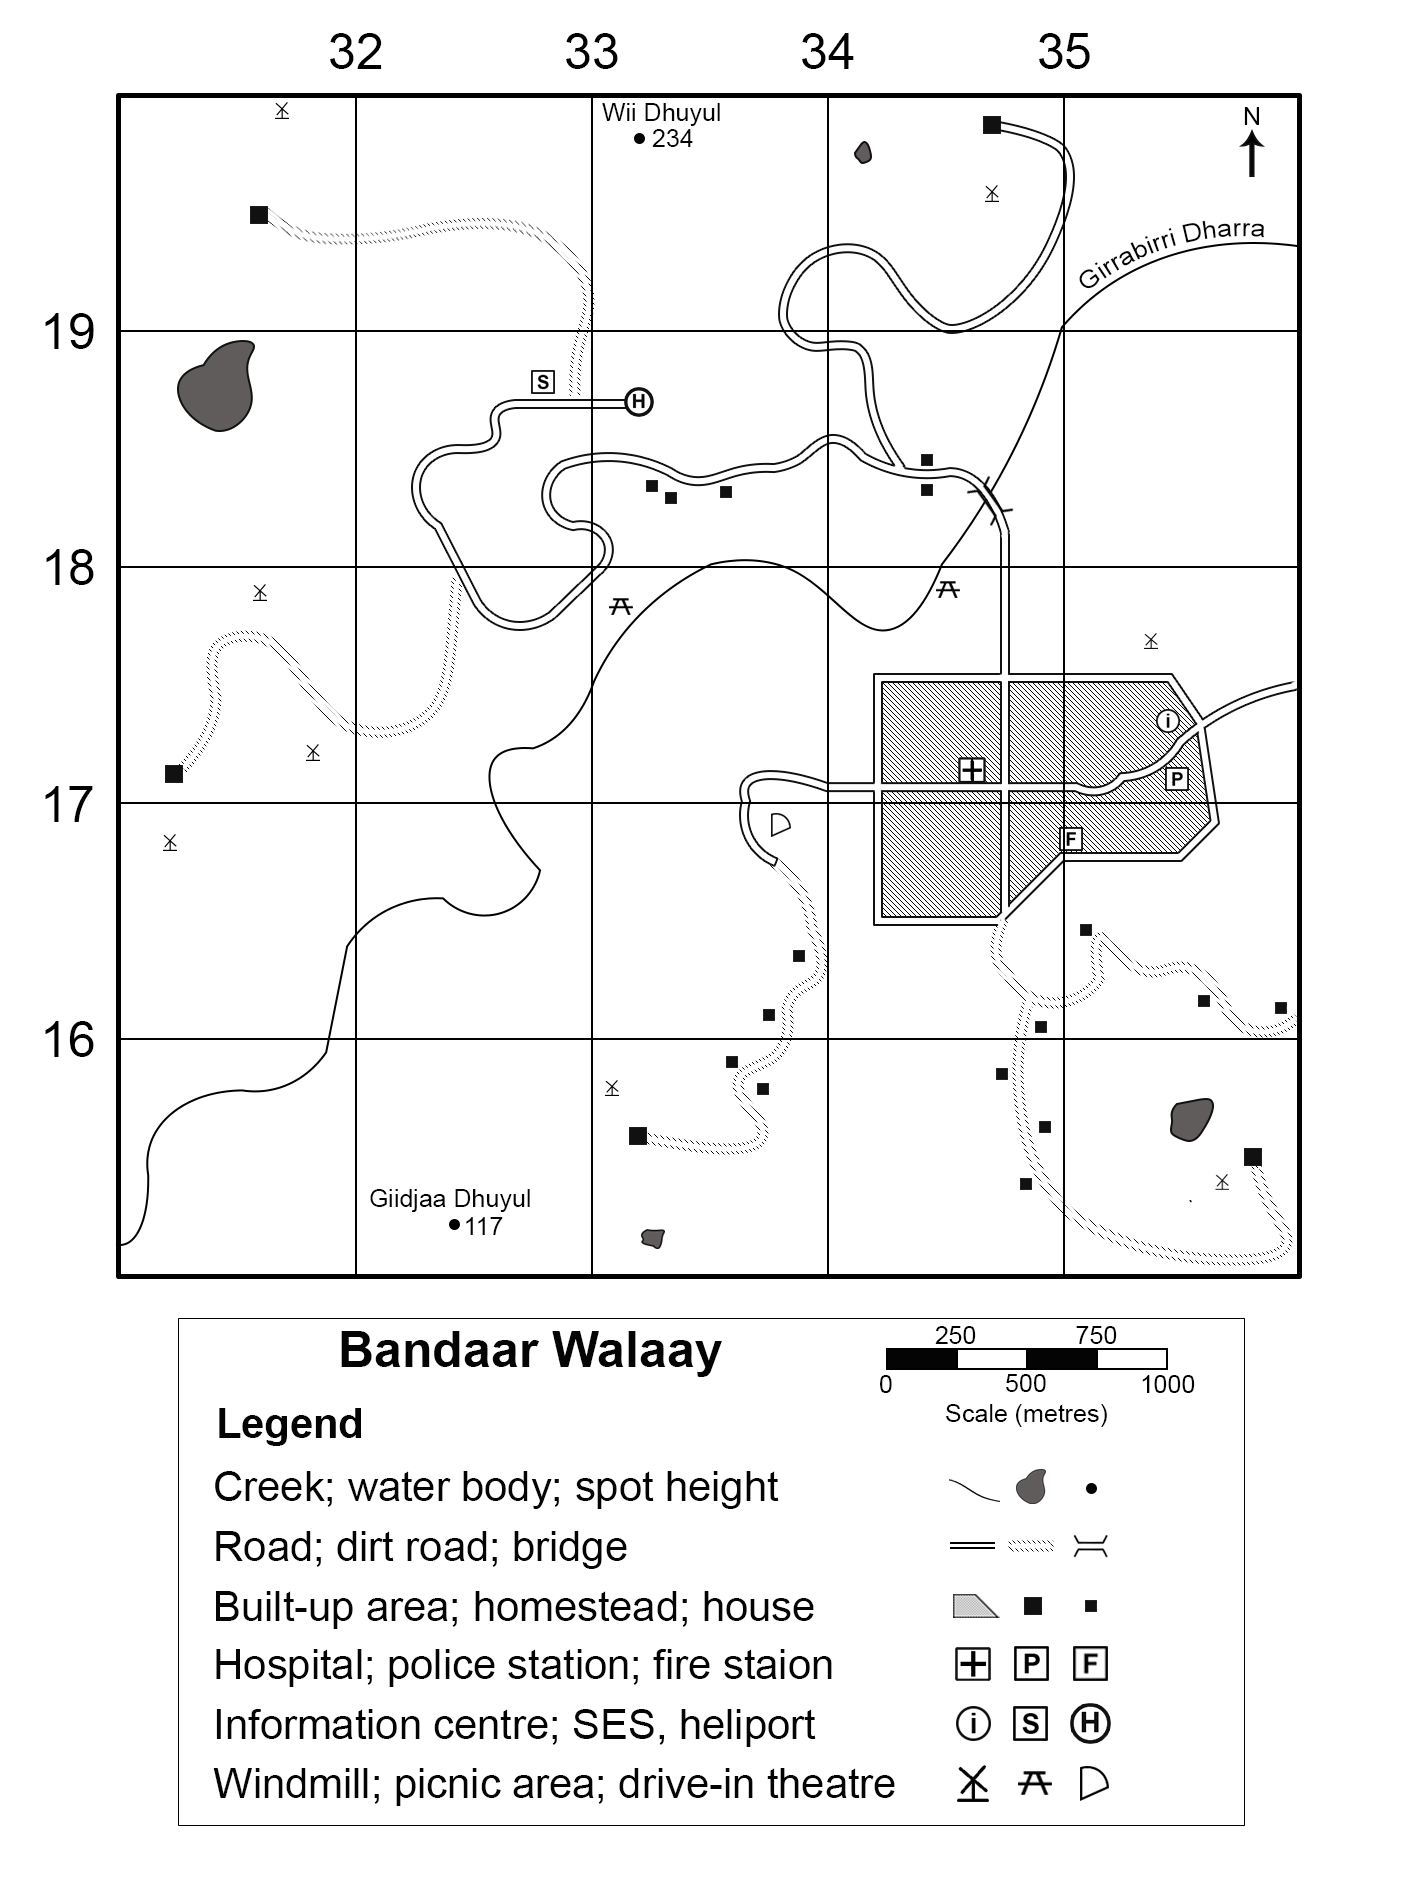 32 33 34 35
Wii Dhuyul
234
N
Girrabirri Dharra
19
S
H
18
i
P
17
F
16
Giidjaa Dhuyul
117
Bandaar Walaay
250 750
0 500 1000
Scale (metres)
Legend
Creek; water body; spot height
Road; dirt road; bridge
Built-up area; homestead; house
Hospital; police station; fire staion P F
Information centre; SES, heliport i S H
Windmill; picnic area; drive-in theatre